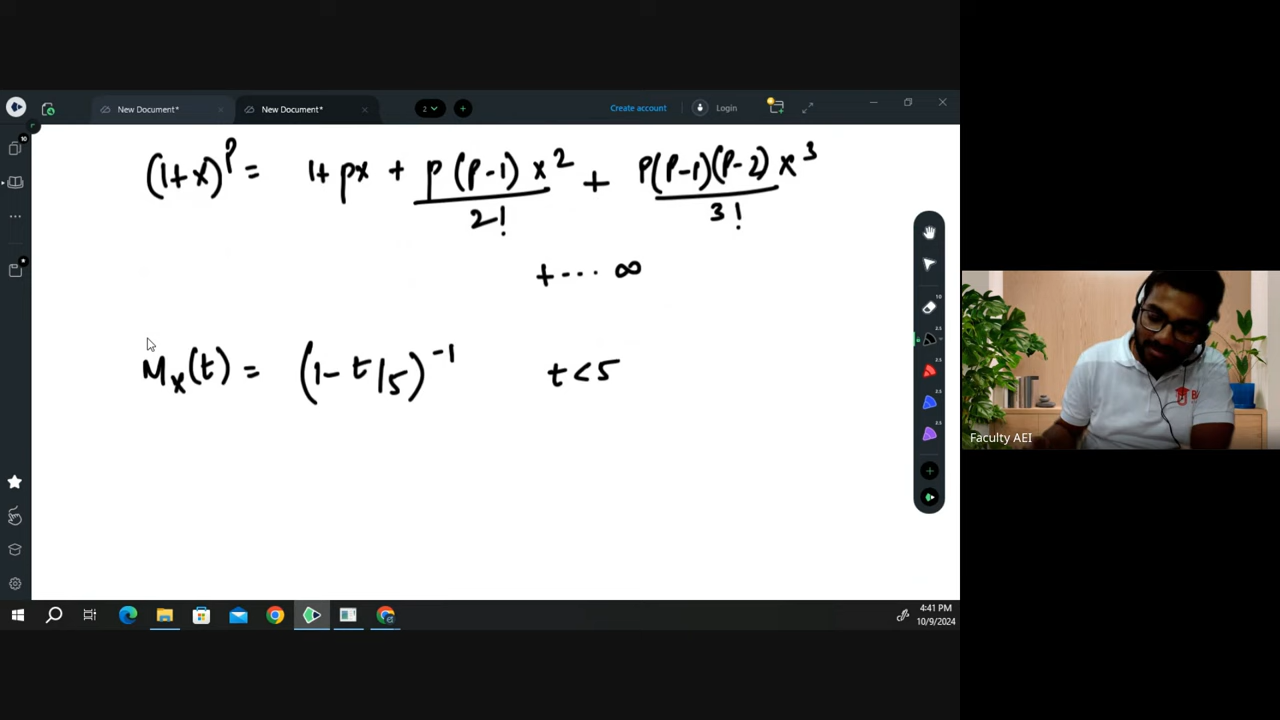 New Document*
New Document*
2
Create account
Login
(1+x)^p = 1+px + p(p-1)x^2/2! + p(p-1)(p-2)x^3/3!
+ ... ∞
M_x(t) = (1- t/5)^-1 t<5
Faculty AEI
4:41 PM
10/9/2024